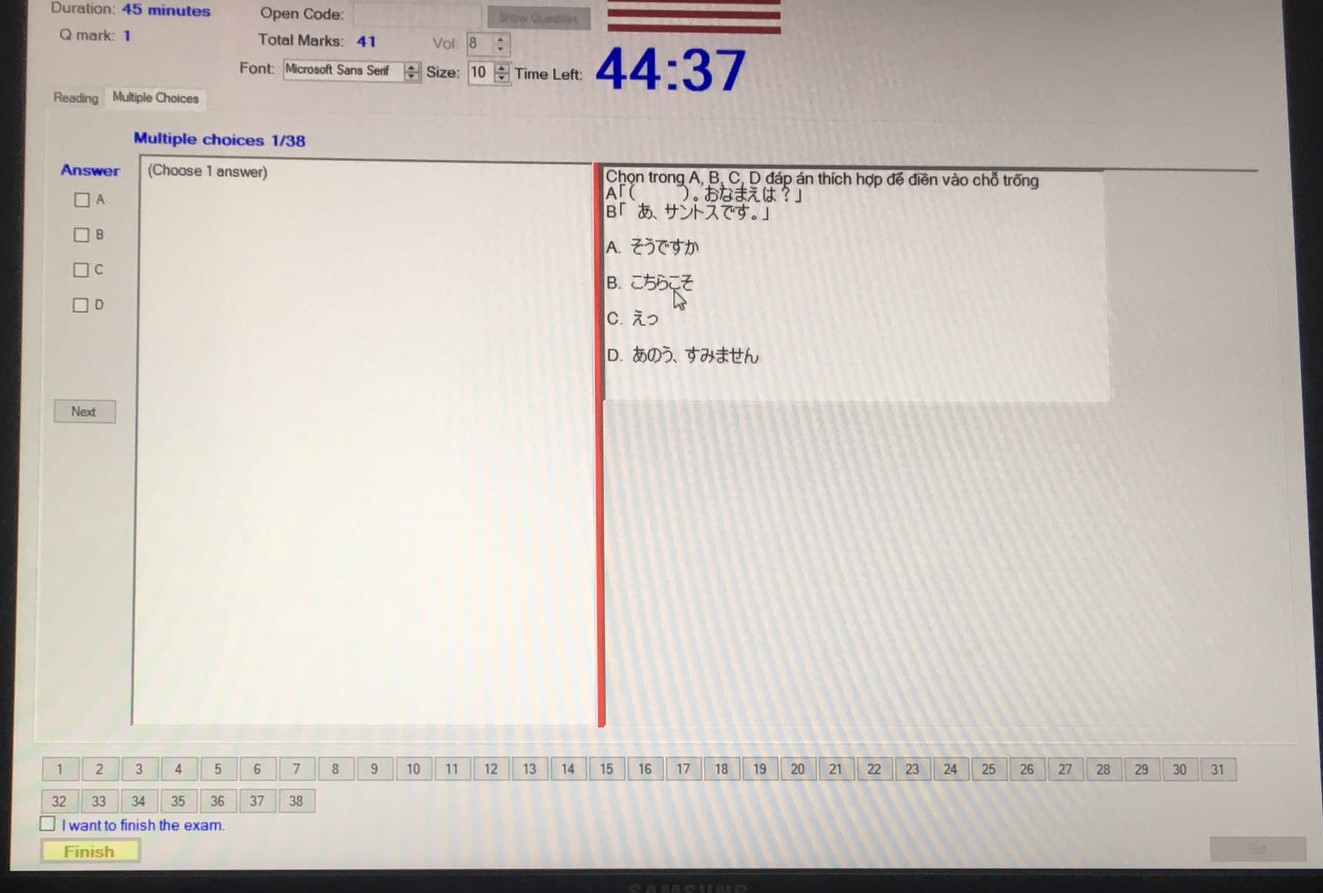 Duration: 45 minutes
Open Code:
Show Question
Q mark: 1
Total Marks: 41
Vol 8
Font: Microsoft Sans Serif Size: 10 Time Left: 44:37
Reading Multiple Choices
Multiple choices 1/38
Answer
(Choose 1 answer)
A
B
C
D
Next
Chọn trong A, B, C, D đáp án thích hợp để điền vào chỗ trống
A「( )。おなまえは?」
B「 あ、サントスです。」
A. そうですか
B. こちらこそ
C. えっ
D. あのう、すみません
1 2 3 4 5 6 7 8 9 10 11 12 13 14 15 16 17 18 19 20 21 22 23 24 25 26 27 28 29 30 31
32 33 34 35 36 37 38
I want to finish the exam.
Finish
SAMSUNG